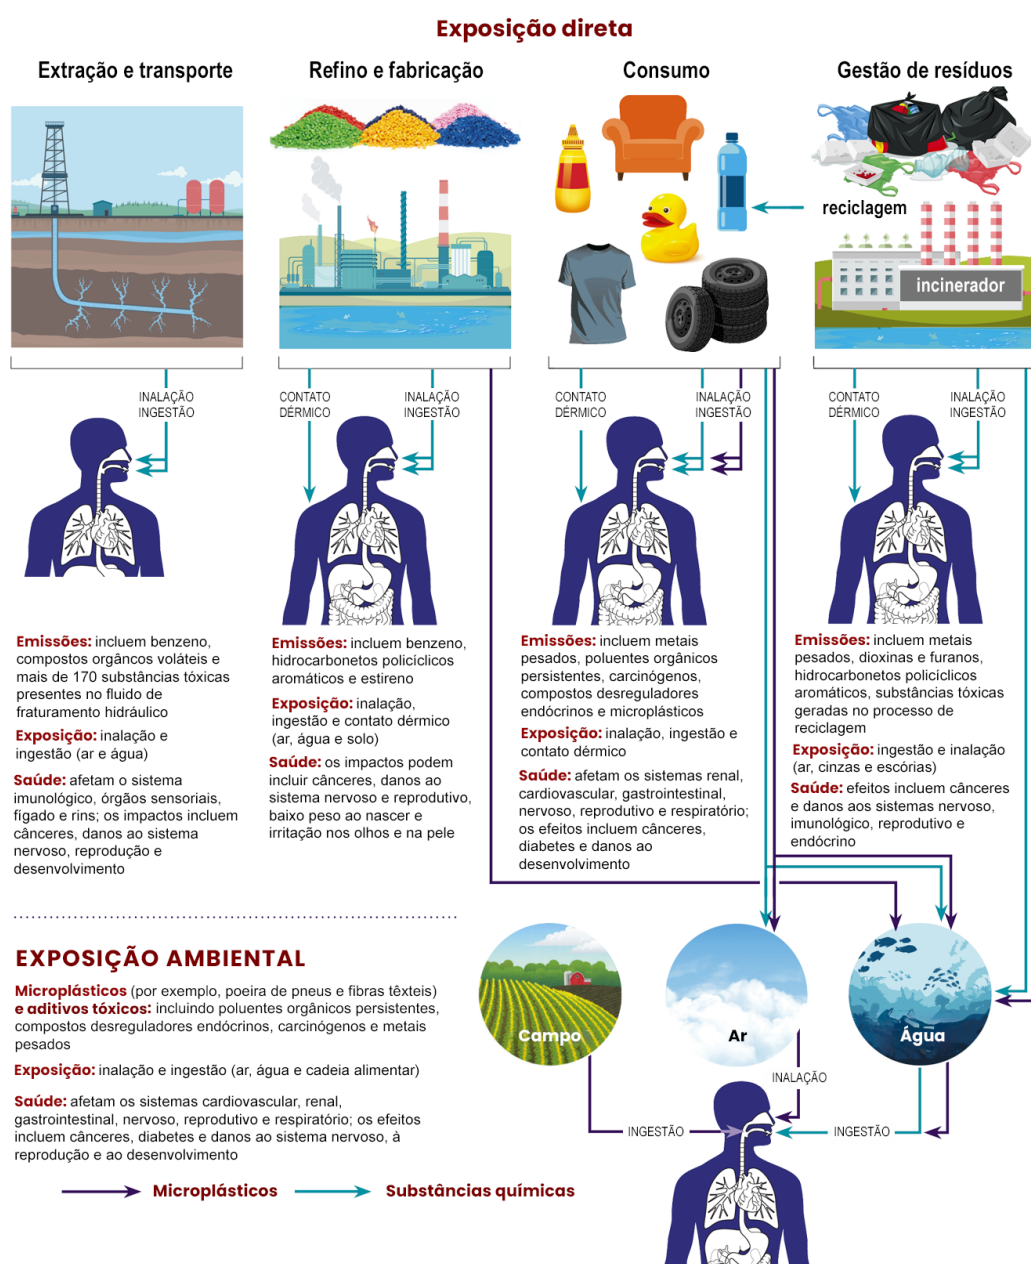 Exposição direta
Extração e transporte
Refino e fabricação
Consumo
Gestão de resíduos
reciclagem
incinerador
INALAÇÃO
INGESTÃO
CONTATO
DÉRMICO
INALAÇÃO
INGESTÃO
CONTATO
DÉRMICO
INALAÇÃO
INGESTÃO
CONTATO
DÉRMICO
INALAÇÃO
INGESTÃO
Emissões: incluem benzeno,
compostos orgâncos voláteis e
mais de 170 substâncias tóxicas
presentes no fluido de
fraturamento hidráulico
Exposição: inalação e
ingestão (ar e água)
Saúde: afetam o sistema
imunológico, órgãos sensoriais,
fígado e rins; os impactos incluem
cânceres, danos ao sistema
nervoso, reprodução e
desenvolvimento
Emissões: incluem benzeno,
hidrocarbonetos policíclicos
aromáticos e estireno
Exposição: inalação,
ingestão e contato dérmico
(ar, água e solo)
Saúde: os impactos podem
incluir cânceres, danos ao
sistema nervoso e reprodutivo,
baixo peso ao nascer e
irritação nos olhos e na pele
Emissões: incluem metais
pesados, poluentes orgânicos
persistentes, carcinógenos,
compostos desreguladores
endócrinos e microplásticos
Exposição: inalação, ingestão e
contato dérmico
Saúde: afetam os sistemas renal,
cardiovascular, gastrointestinal,
nervoso, reprodutivo e respiratório;
os efeitos incluem cânceres,
diabetes e danos ao
desenvolvimento
Emissões: incluem metais
pesados, dioxinas e furanos,
hidrocarbonetos policíclicos
aromáticos, substâncias tóxicas
geradas no processo de
reciclagem
Exposição: ingestão e inalação
(ar, cinzas e escórias)
Saúde: efeitos incluem cânceres
e danos aos sistemas nervoso,
imunológico, reprodutivo e
endócrino
EXPOSIÇÃO AMBIENTAL
Microplásticos (por exemplo, poeira de pneus e fibras têxteis)
e aditivos tóxicos: incluindo poluentes orgânicos persistentes,
compostos desreguladores endócrinos, carcinógenos e metais
pesados
Exposição: inalação e ingestão (ar, água e cadeia alimentar)
Saúde: afetam os sistemas cardiovascular, renal,
gastrointestinal, nervoso, reprodutivo e respiratório; os efeitos
incluem cânceres, diabetes e danos ao sistema nervoso, à
reprodução e ao desenvolvimento
Microplásticos
Substâncias químicas
Campo
Ar
Água
INALAÇÃO
INGESTÃO
INGESTÃO